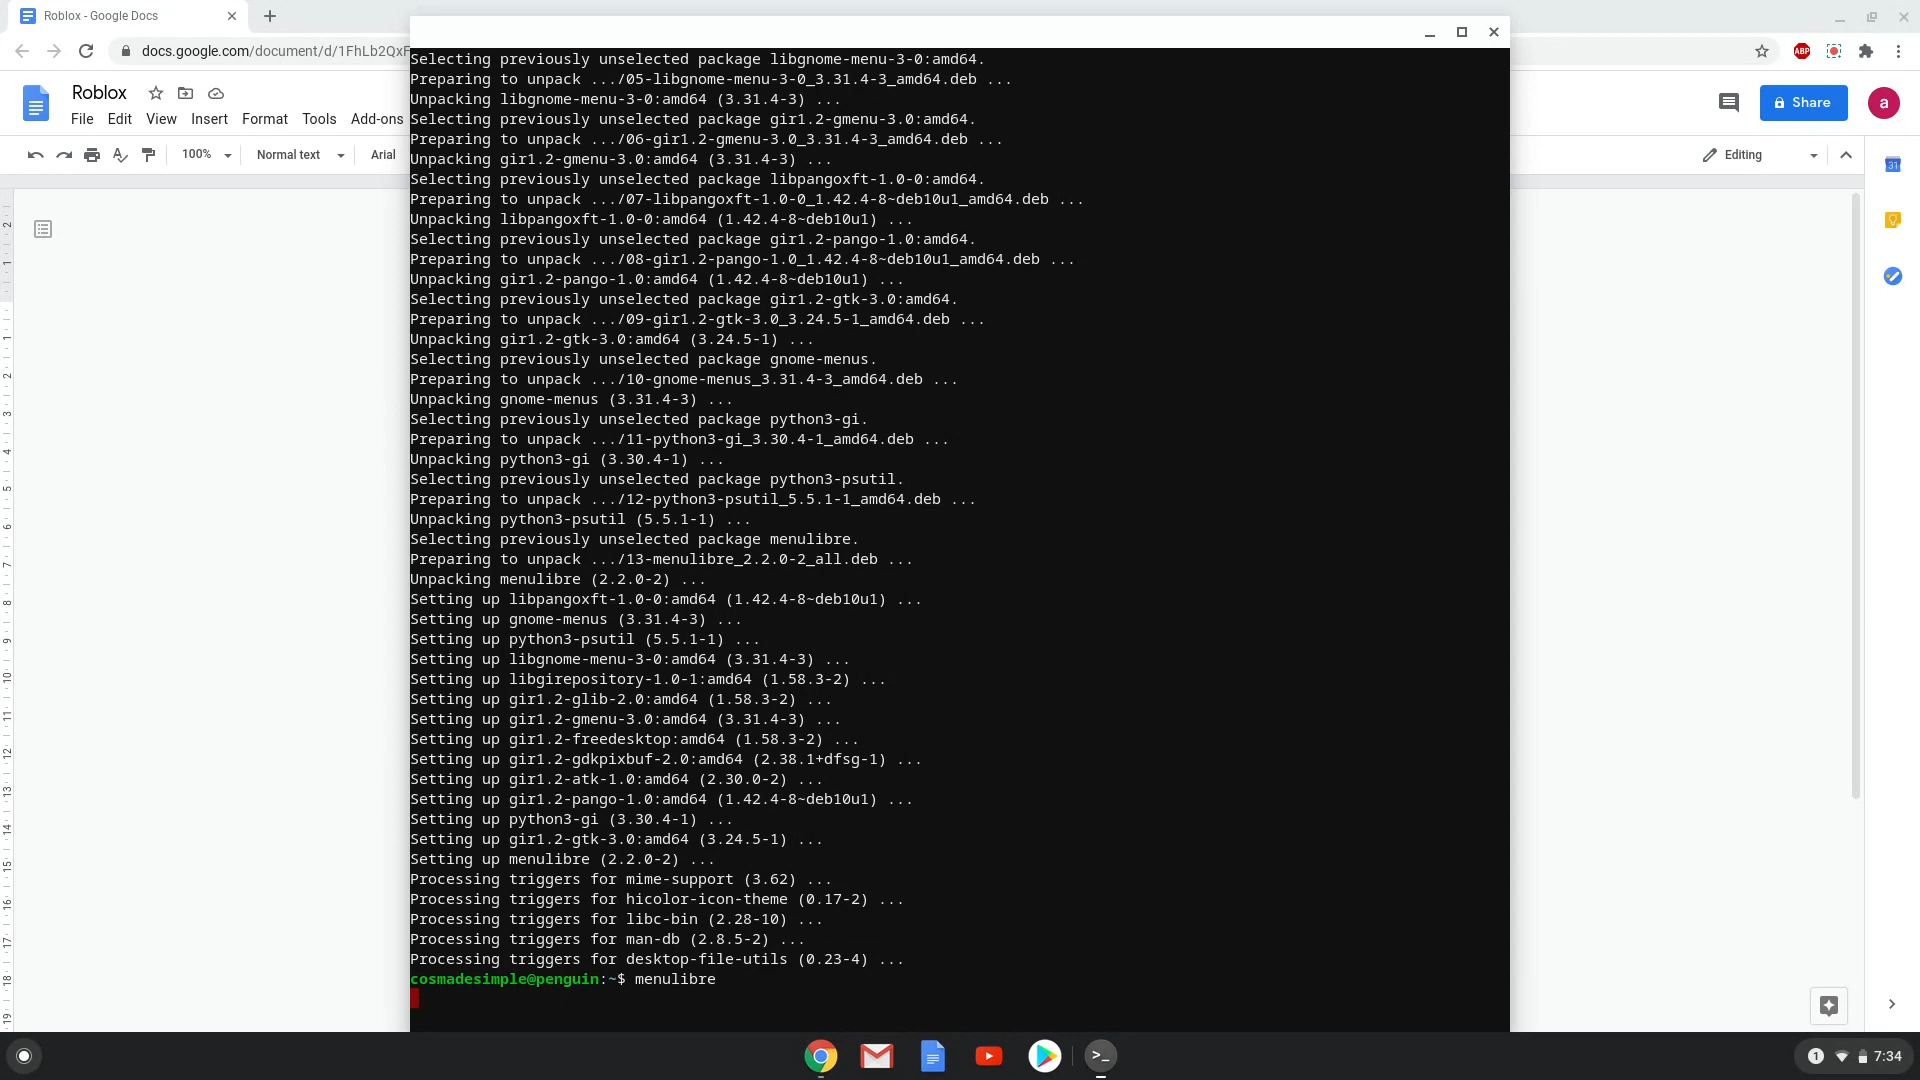 Roblox - Google Docs
docs.google.com/document/d/1FhLb2QxF
ABP
Roblox
Share
a
File Edit View Insert Format Tools Add-ons
100% Normal text Arial
Editing
31
Selecting previously unselected package libgnome-menu-3-0:amd64.
Preparing to unpack .../05-libgnome-menu-3-0_3.31.4-3_amd64.deb ...
Unpacking libgnome-menu-3-0:amd64 (3.31.4-3) ...
Selecting previously unselected package gir1.2-gmenu-3.0:amd64.
Preparing to unpack .../06-gir1.2-gmenu-3.0_3.31.4-3_amd64.deb ...
Unpacking gir1.2-gmenu-3.0:amd64 (3.31.4-3) ...
Selecting previously unselected package libpangoxft-1.0-0:amd64.
Preparing to unpack .../07-libpangoxft-1.0-0_1.42.4-8~deb10u1_amd64.deb ...
Unpacking libpangoxft-1.0-0:amd64 (1.42.4-8~deb10u1) ...
Selecting previously unselected package gir1.2-pango-1.0:amd64.
Preparing to unpack .../08-gir1.2-pango-1.0_1.42.4-8~deb10u1_amd64.deb ...
Unpacking gir1.2-pango-1.0:amd64 (1.42.4-8~deb10u1) ...
Selecting previously unselected package gir1.2-gtk-3.0:amd64.
Preparing to unpack .../09-gir1.2-gtk-3.0_3.24.5-1_amd64.deb ...
Unpacking gir1.2-gtk-3.0:amd64 (3.24.5-1) ...
Selecting previously unselected package gnome-menus.
Preparing to unpack .../10-gnome-menus_3.31.4-3_amd64.deb ...
Unpacking gnome-menus (3.31.4-3) ...
Selecting previously unselected package python3-gi.
Preparing to unpack .../11-python3-gi_3.30.4-1_amd64.deb ...
Unpacking python3-gi (3.30.4-1) ...
Selecting previously unselected package python3-psutil.
Preparing to unpack .../12-python3-psutil_5.5.1-1_amd64.deb ...
Unpacking python3-psutil (5.5.1-1) ...
Selecting previously unselected package menulibre.
Preparing to unpack .../13-menulibre_2.2.0-2_all.deb ...
Unpacking menulibre (2.2.0-2) ...
Setting up libpangoxft-1.0-0:amd64 (1.42.4-8~deb10u1) ...
Setting up gnome-menus (3.31.4-3) ...
Setting up python3-psutil (5.5.1-1) ...
Setting up libgnome-menu-3-0:amd64 (3.31.4-3) ...
Setting up libgirepository-1.0-1:amd64 (1.58.3-2) ...
Setting up gir1.2-glib-2.0:amd64 (1.58.3-2) ...
Setting up gir1.2-gmenu-3.0:amd64 (3.31.4-3) ...
Setting up gir1.2-freedesktop:amd64 (1.58.3-2) ...
Setting up gir1.2-gdkpixbuf-2.0:amd64 (2.38.1+dfsg-1) ...
Setting up gir1.2-atk-1.0:amd64 (2.30.0-2) ...
Setting up gir1.2-pango-1.0:amd64 (1.42.4-8~deb10u1) ...
Setting up python3-gi (3.30.4-1) ...
Setting up gir1.2-gtk-3.0:amd64 (3.24.5-1) ...
Setting up menulibre (2.2.0-2) ...
Processing triggers for mime-support (3.62) ...
Processing triggers for hicolor-icon-theme (0.17-2) ...
Processing triggers for libc-bin (2.28-10) ...
Processing triggers for man-db (2.8.5-2) ...
Processing triggers for desktop-file-utils (0.23-4) ...
cosmadesimple@penguin:~$ menulibre
2
1
1
2
3
4
5
6
7
8
9
10
11
12
13
14
15
16
17
18
19
>_
1
7:34